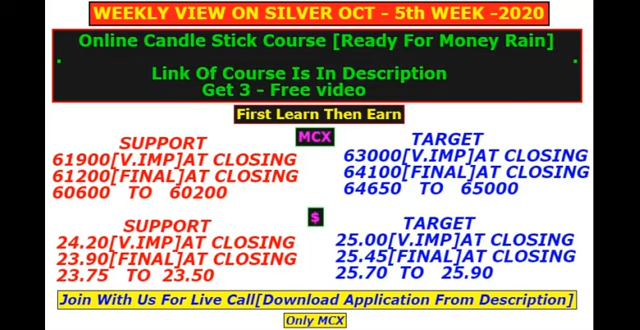 WEEKLY VIEW ON SILVER OCT - 5th WEEK -2020
Online Candle Stick Course [Ready For Money Rain]
Link Of Course Is In Description
Get 3 - Free video
First Learn Then Earn
MCX
SUPPORT
61900[V.IMP]AT CLOSING
61200[FINAL]AT CLOSING
60600 TO 60200
TARGET
63000[V.IMP]AT CLOSING
64100[FINAL]AT CLOSING
64650 TO 65000
$
SUPPORT
24.20[V.IMP]AT CLOSING
23.90[FINAL]AT CLOSING
23.75 TO 23.50
TARGET
25.00[V.IMP]AT CLOSING
25.45[FINAL]AT CLOSING
25.70 TO 25.90
Join With Us For Live Call[Download Application From Description]
Only MCX